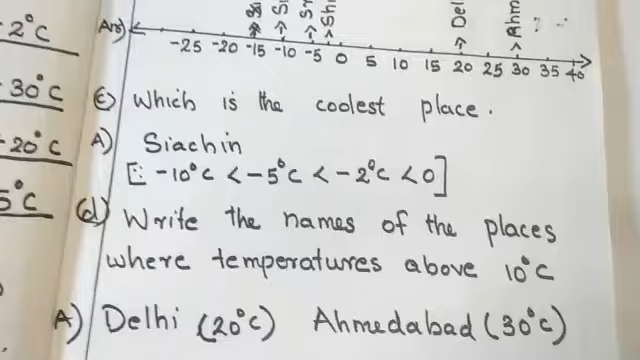 -2°C
30°C
-20°C
5°C
Ans)
Del
Ahm
?
-25 -20 -15 -10 -5 0 5 10 15 20 25 30 35 40
c) Which is the coolest place.
A) Siachin
[∵ -10°C < -5°C < -2°C < 0]
(d) Write the names of the places
where temperatures above 10°C
A) Delhi (20°C) Ahmedabad (30°C)